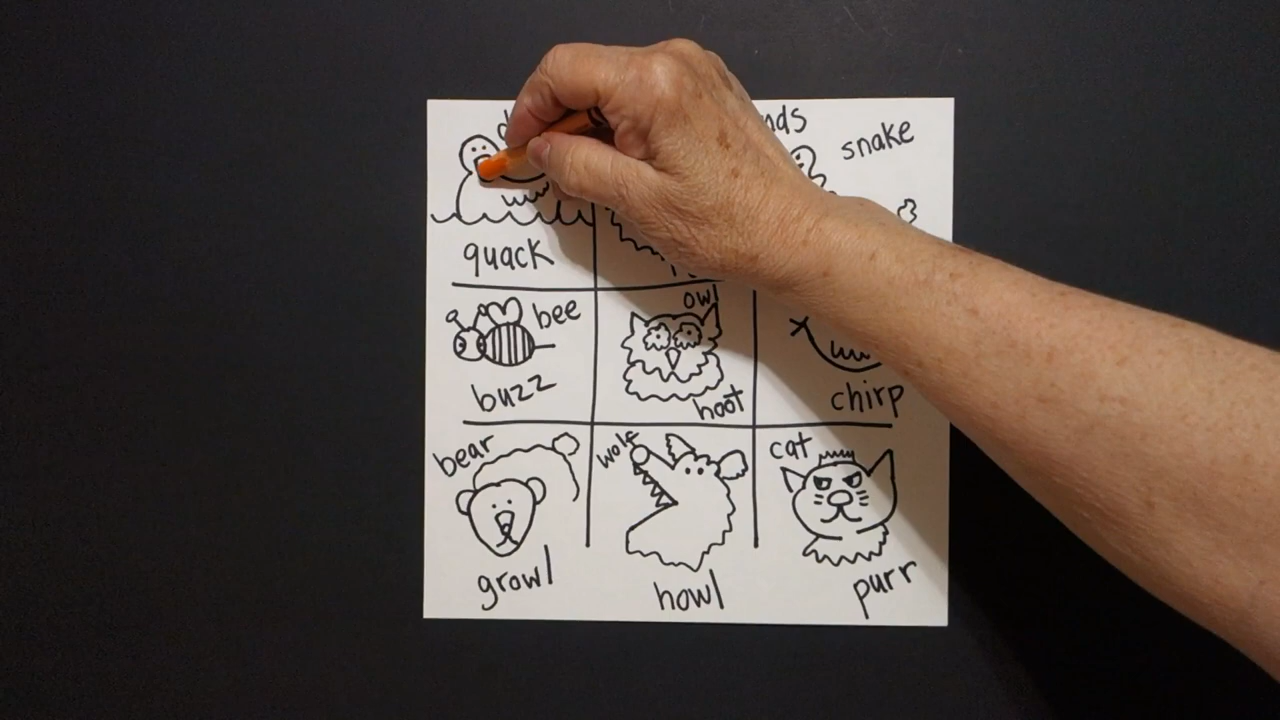 snake
quack
bee
owl
buzz
hoot
chirp
bear
wolf
cat
growl
howl
purr